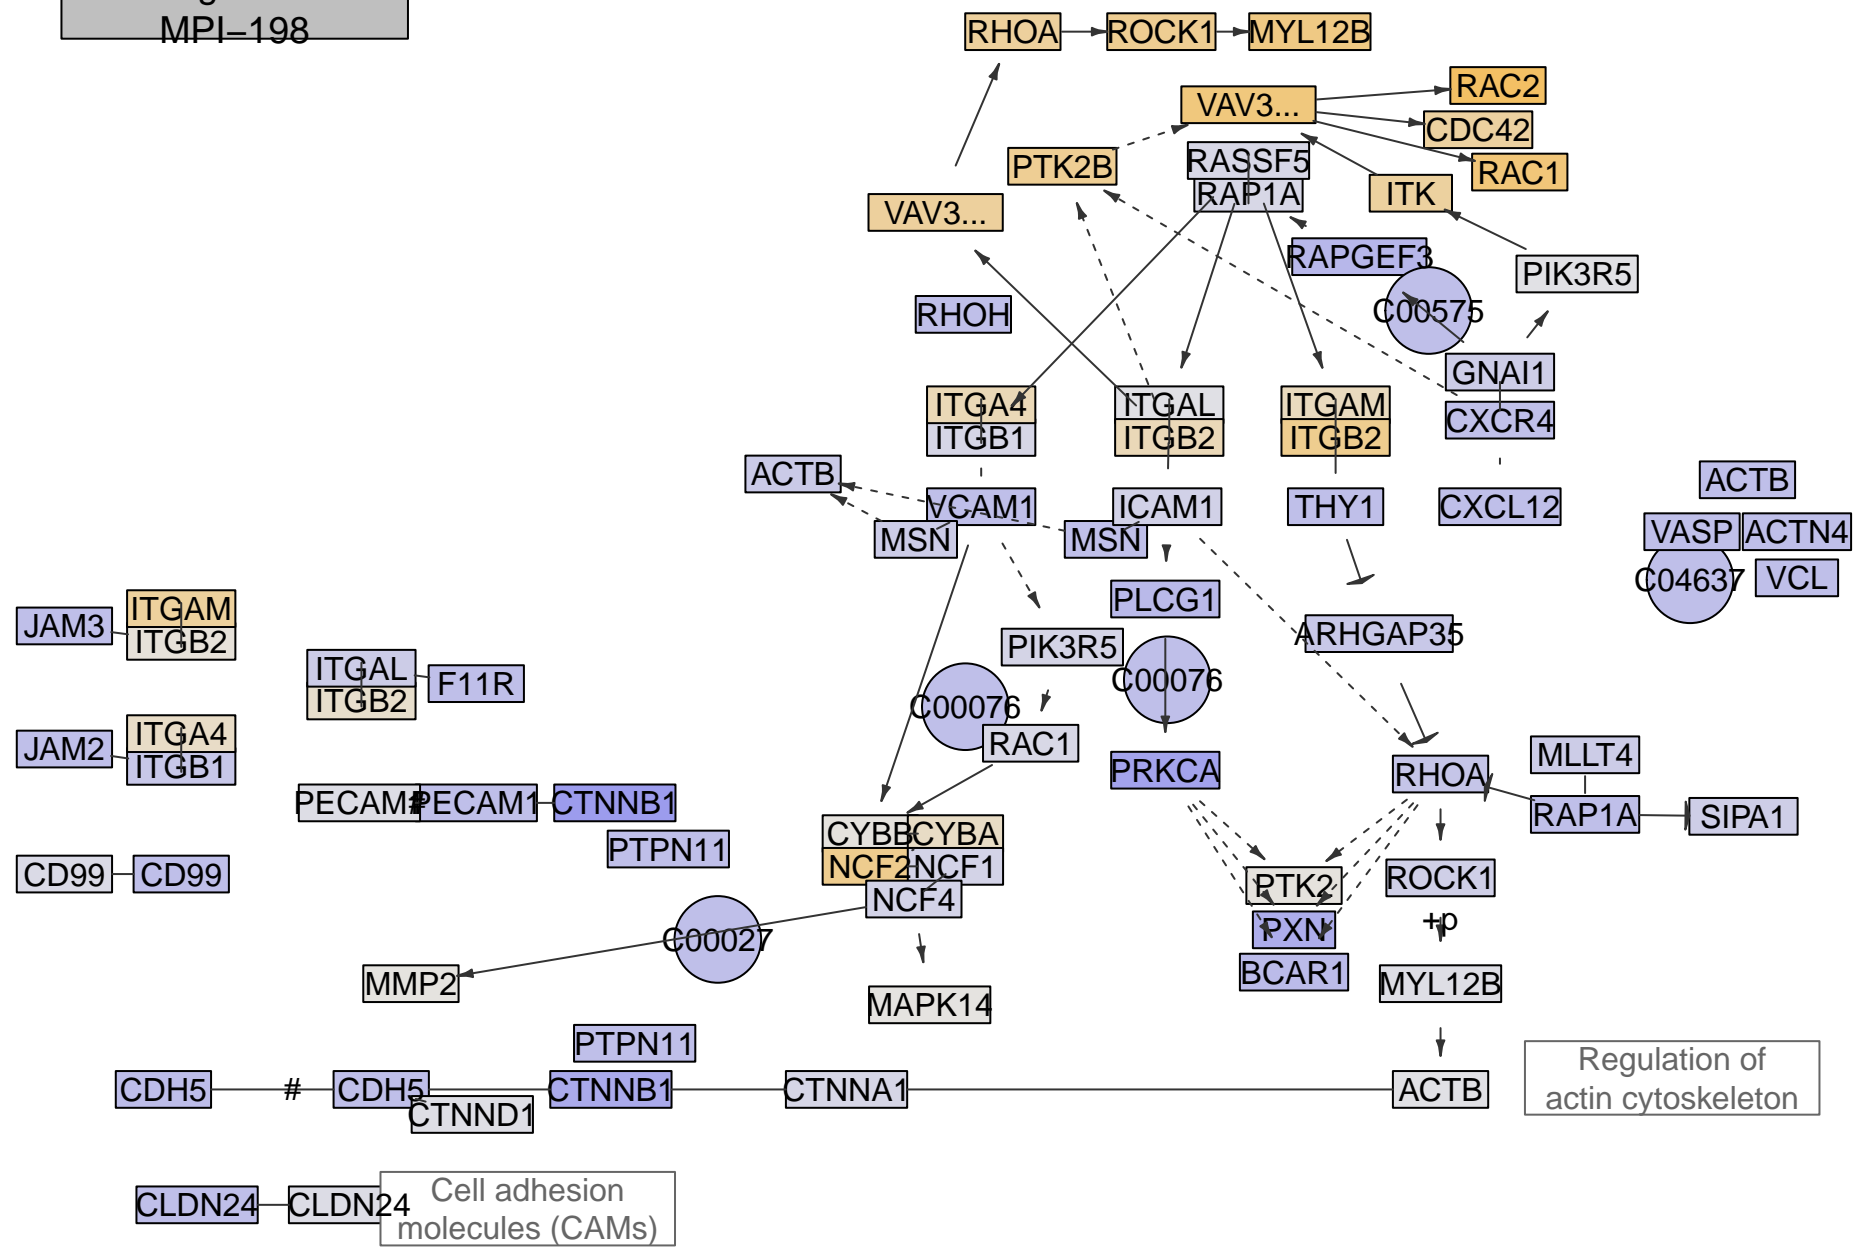 MPI–198
RHOA
ROCK1
MYL12B
RAC2
VAV3...
CDC42
RASSF5
PTK2B
RAC1
RAP1A
ITK
VAV3...
RAPGEF3
PIK3R5
C00575
RHOH
GNAI1
ITGA4
ITGAL
ITGAM
CXCR4
ITGB1
ITGB2
ITGB2
ACTB
ACTB
VCAM1
ICAM1
THY1
CXCL12
MSN
MSN
VASP
ACTN4
C04637
VCL
PLCG1
ITGAM
JAM3
ITGB2
ARHGAP35
PIK3R5
ITGAL
F11R
C00076
ITGB2
C00076
ITGA4
JAM2
ITGB1
RAC1
MLLT4
PRKCA
RHOA
PECAM1
#
PECAM1
CTNNB1
RAP1A
SIPA1
CYBB
CYBA
PTPN11
NCF2
NCF1
CD99
CD99
NCF4
PTK2
ROCK1
+p
C00027
PXN
BCAR1
MMP2
MYL12B
MAPK14
PTPN11
Regulation of
actin cytoskeleton
CDH5
#
CDH5
CTNNB1
CTNNA1
ACTB
CTNND1
CLDN24
CLDN24
Cell adhesion
molecules (CAMs)